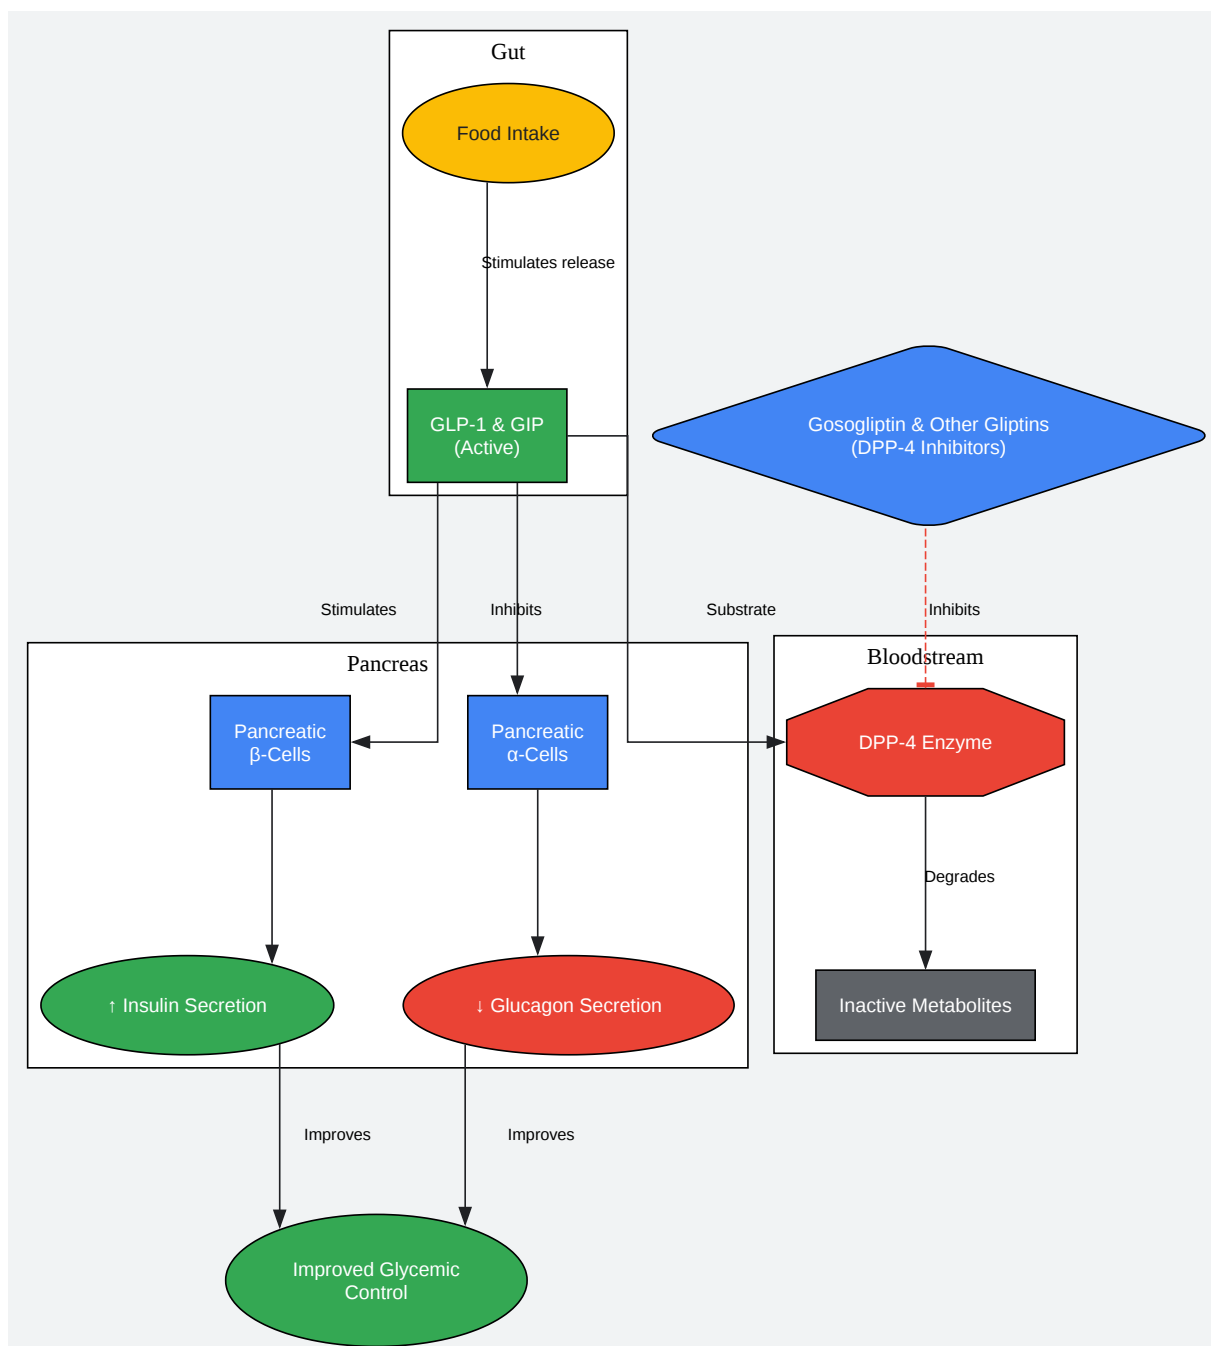 Gut
Food Intake
Stimulates release
GLP-1 & GIP
(Active)
Gosogliptin & Other Gliptins
(DPP-4 Inhibitors)
Stimulates
Inhibits
Substrate
Inhibits
Pancreas
Bloodstream
Pancreatic
β-Cells
Pancreatic
α-Cells
DPP-4 Enzyme
Degrades
↑ Insulin Secretion
↓ Glucagon Secretion
Inactive Metabolites
Improves
Improves
Improved Glycemic
Control